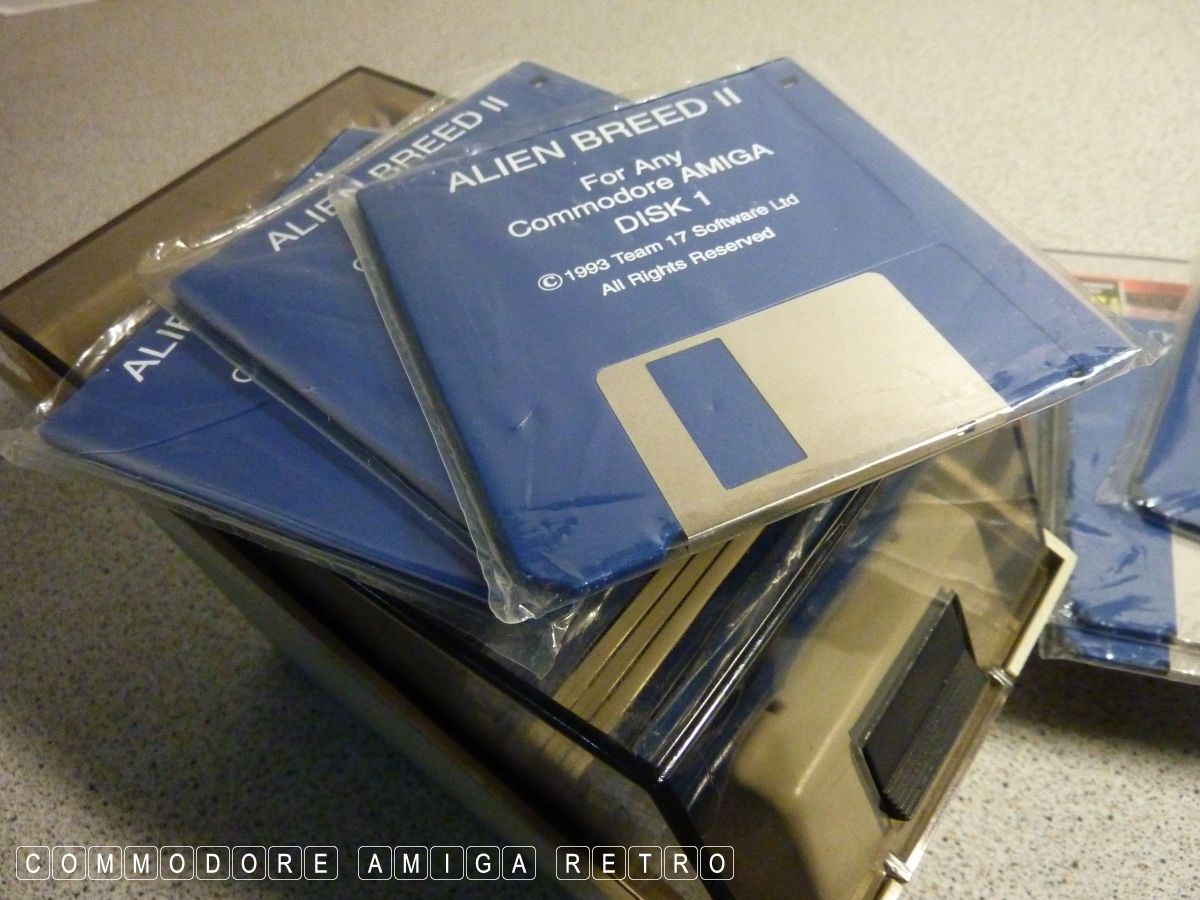 ALIEN BREED II
For Any
Commodore AMIGA
DISK 1
© 1993 Team 17 Software Ltd
All Rights Reserved
ALIEN BREED II
ALIE
COMMODORE AMIGA RETRO